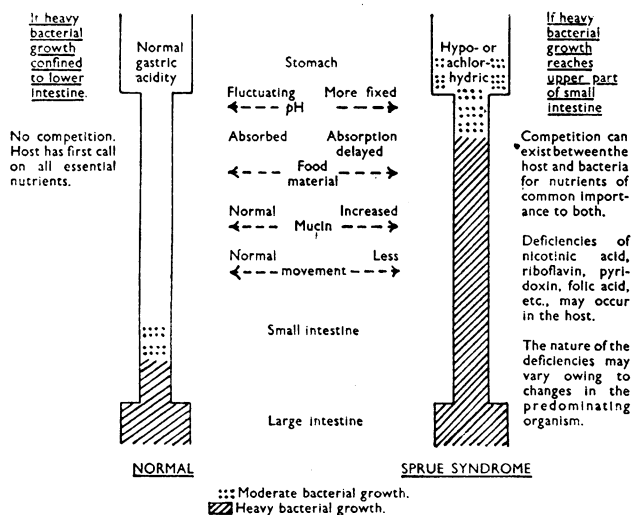 If heavy
bacterial
growth
confined
to lower
intestine.
No competition.
Host has first call
on all essential
nutrients.
Normal
gastric
acidity
Stomach
Fluctuating More fixed
pH
Absorbed Absorption
delayed
Food
material
Normal Increased
Mucin
Normal Less
movement
Small intestine
Large intestine
Hypo- or
achlor-
hydric
If heavy
bacterial
growth
reaches
upper part
of small
intestine
Competition can
exist between the
host and bacteria
for nutrients of
common import-
ance to both.
Deficiencies of
nicotinic acid,
riboflavin, pyri-
doxin, folic acid,
etc., may occur
in the host.
The nature of the
deficiencies may
vary owing to
changes in the
predominating
organism.
NORMAL
SPRUE SYNDROME
Moderate bacterial growth.
Heavy bacterial growth.